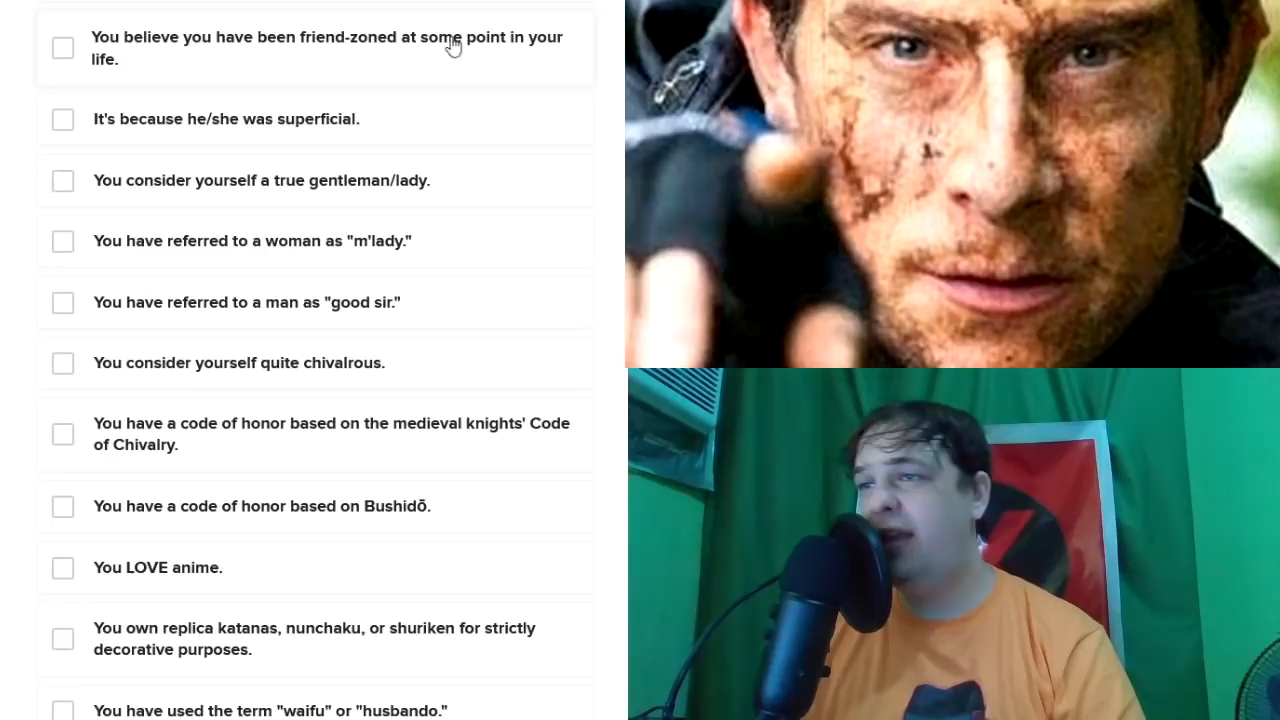 You believe you have been friend-zoned at some point in your
life.
It's because he/she was superficial.
You consider yourself a true gentleman/lady.
You have referred to a woman as "m'lady."
You have referred to a man as "good sir."
You consider yourself quite chivalrous.
You have a code of honor based on the medieval knights' Code
of Chivalry.
You have a code of honor based on Bushidō.
You LOVE anime.
You own replica katanas, nunchaku, or shuriken for strictly
decorative purposes.
You have used the term "waifu" or "husbando."